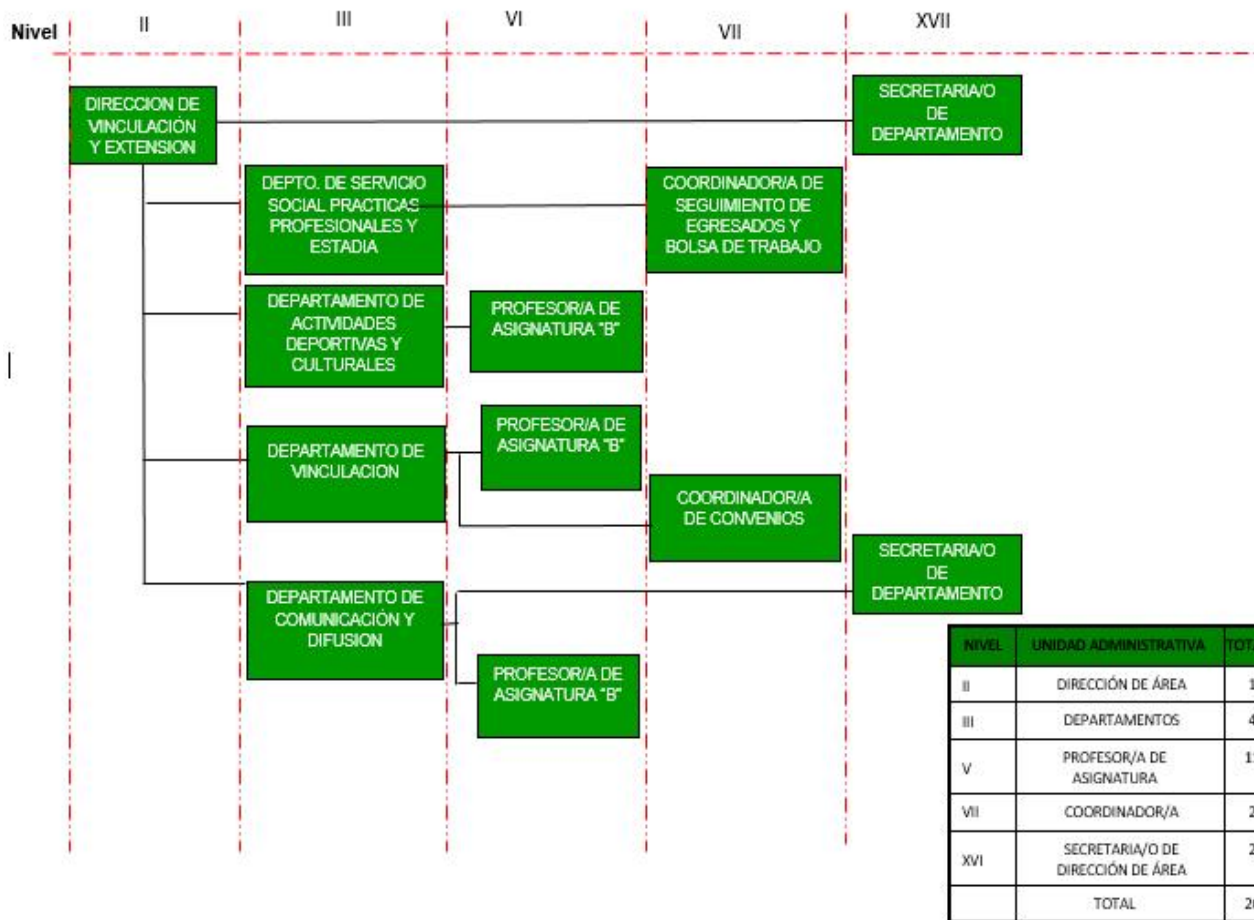 Nivel II III VI VII XVII
DIRECCION DE
VINCULACIÓN
Y EXTENSION
SECRETARIA/O
DE
DEPARTAMENTO
DEPTO. DE SERVICIO
SOCIAL PRACTICAS
PROFESIONALES Y
ESTADIA
COORDINADOR/A DE
SEGUIMIENTO DE
EGRESADOS Y
BOLSA DE TRABAJO
DEPARTAMENTO DE
ACTIVIDADES
DEPORTIVAS Y
CULTURALES
PROFESOR/A DE
ASIGNATURA "B"
DEPARTAMENTO DE
VINCULACION
PROFESOR/A DE
ASIGNATURA "B"
COORDINADOR/A
DE CONVENIOS
DEPARTAMENTO DE
COMUNICACIÓN Y
DIFUSION
SECRETARIA/O
DE
DEPARTAMENTO
PROFESOR/A DE
ASIGNATURA "B"
NIVEL UNIDAD ADMINISTRATIVA
II DIRECCIÓN DE ÁREA 1
III DEPARTAMENTOS 4
V PROFESOR/A DE
ASIGNATURA
VII COORDINADOR/A 2
XVI SECRETARIA/O DE
DIRECCIÓN DE ÁREA 2
TOTAL